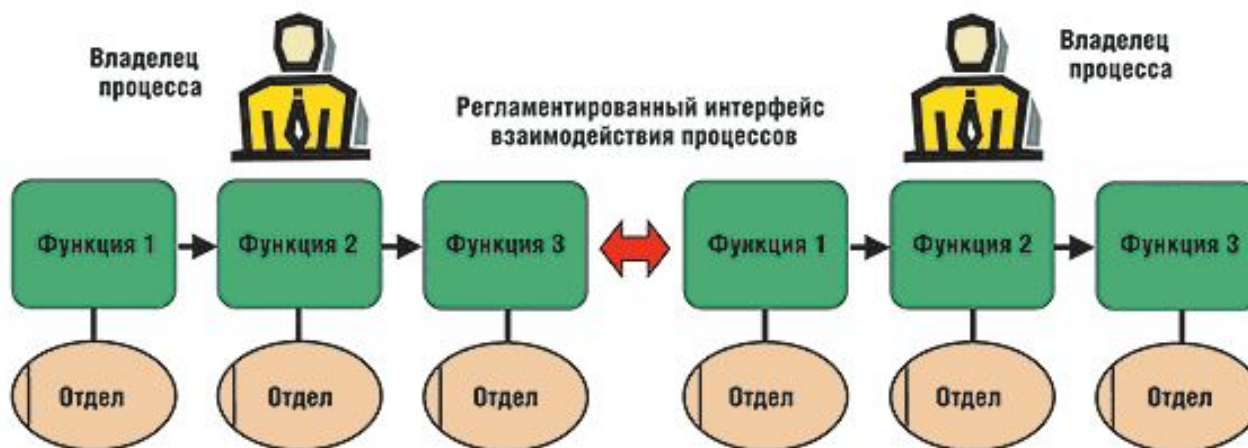 Владелец
процесса
Владелец
процесса
Регламентированный интерфейс
взаимодействия процессов
Функция 1
Функция 2
Функция 3
Функция 1
Функция 2
Функция 3
Отдел
Отдел
Отдел
Отдел
Отдел
Отдел